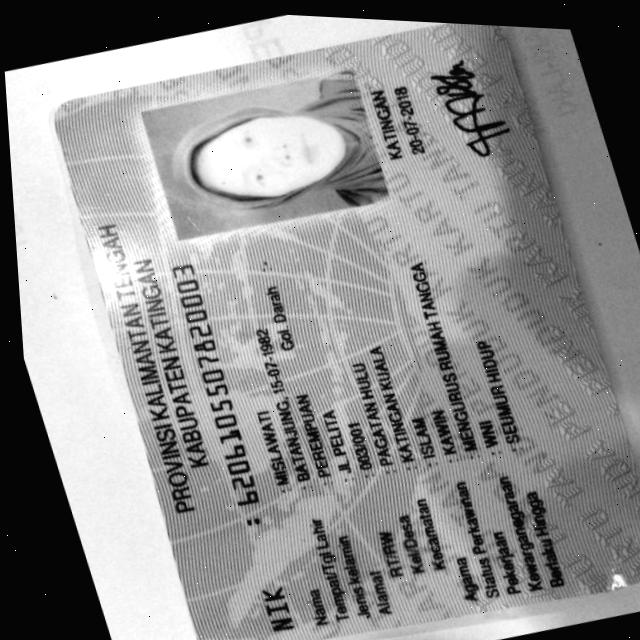 PROVINSI KALIMANTAN TENGAH
KABUPATEN KATINGAN
NIK : 6206105507820003
Nama : MISLAWATI
Tempat/Tgl Lahir : BATANJUNG, 15-07-1982
Jenis kelamin : PEREMPUAN Gol. Darah : -
Alamat : JL PELITA
RT/RW : 003/001
Kel/Desa : PAGATAN HULU
Kecamatan : KATINGAN KUALA
Agama : ISLAM
Status Perkawinan : KAWIN
Pekerjaan : MENGURUS RUMAH TANGGA
Kewarganegaraan : WNI
Berlaku Hingga : SEUMUR HIDUP
KATINGAN
20-07-2018